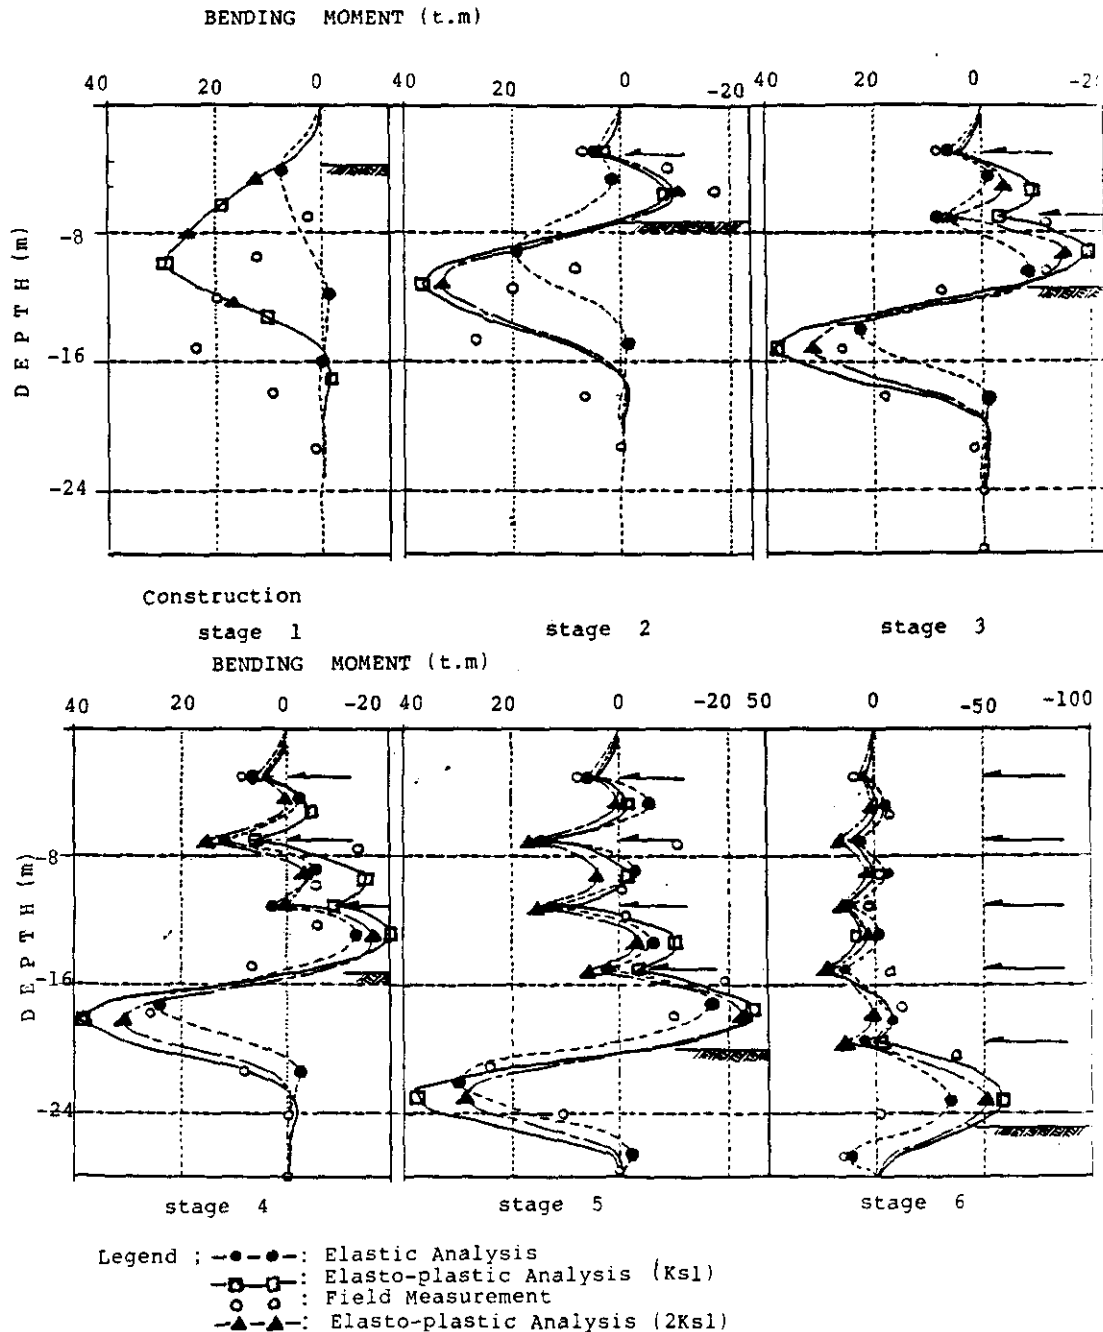 BENDING MOMENT (t.m)
40 20 0 40 20 0 -20 40 20 0 -2
DEPTH (m)
-8
-16
-24
Construction
stage 1 stage 2 stage 3
BENDING MOMENT (t.m)
40 20 0 -20 40 20 0 -20 50 0 -50 -100
DEPTH (m)
-8
-16
-24
stage 4 stage 5 stage 6
Legend ; : Elastic Analysis
: Elasto-plastic Analysis (Ksl)
: Field Measurement
: Elasto-plastic Analysis (2Ksl)